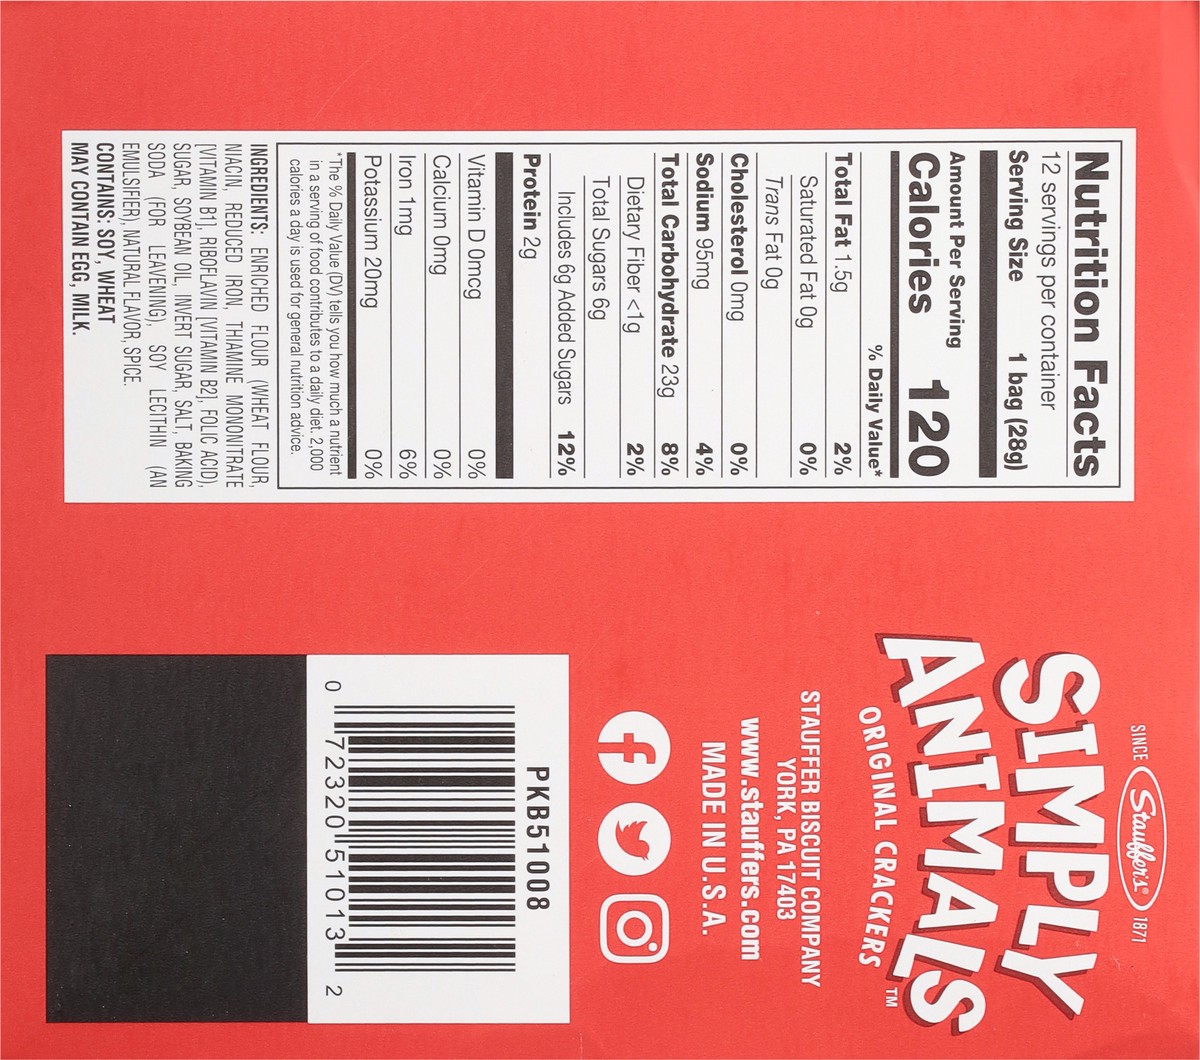 Nutrition Facts
12 servings per container
Serving Size 1 bag (28g)
Amount Per Serving
Calories 120
% Daily Value*
Total Fat 1.5g 2%
Saturated Fat 0g 0%
Trans Fat 0g
Cholesterol 0mg 0%
Sodium 95mg 4%
Total Carbohydrate 23g 8%
Dietary Fiber <1g 2%
Total Sugars 6g
Includes 6g Added Sugars 12%
Protein 2g
Vitamin D 0mcg 0%
Calcium 0mg 0%
Iron 1mg 6%
Potassium 20mg 0%
*The % Daily Value (DV) tells you how much a nutrient
in a serving of food contributes to a daily diet. 2,000
calories a day is used for general nutrition advice.
INGREDIENTS: ENRICHED FLOUR (WHEAT FLOUR,
NIACIN, REDUCED IRON, THIAMINE MONONITRATE
[VITAMIN B1], RIBOFLAVIN [VITAMIN B2], FOLIC ACID),
SUGAR, SOYBEAN OIL, INVERT SUGAR, SALT, BAKING
SODA (FOR LEAVENING), SOY LECITHIN (AN
EMULSIFIER), NATURAL FLAVOR, SPICE.
CONTAINS: SOY, WHEAT
MAY CONTAIN EGG, MILK.
SINCE Stauffer's® 1871
SIMPLY
ANIMALS™
ORIGINAL CRACKERS
STAUFFER BISCUIT COMPANY
YORK, PA 17403
www.stauffers.com
MADE IN U.S.A.
PKB51008
0 72320 51013 2